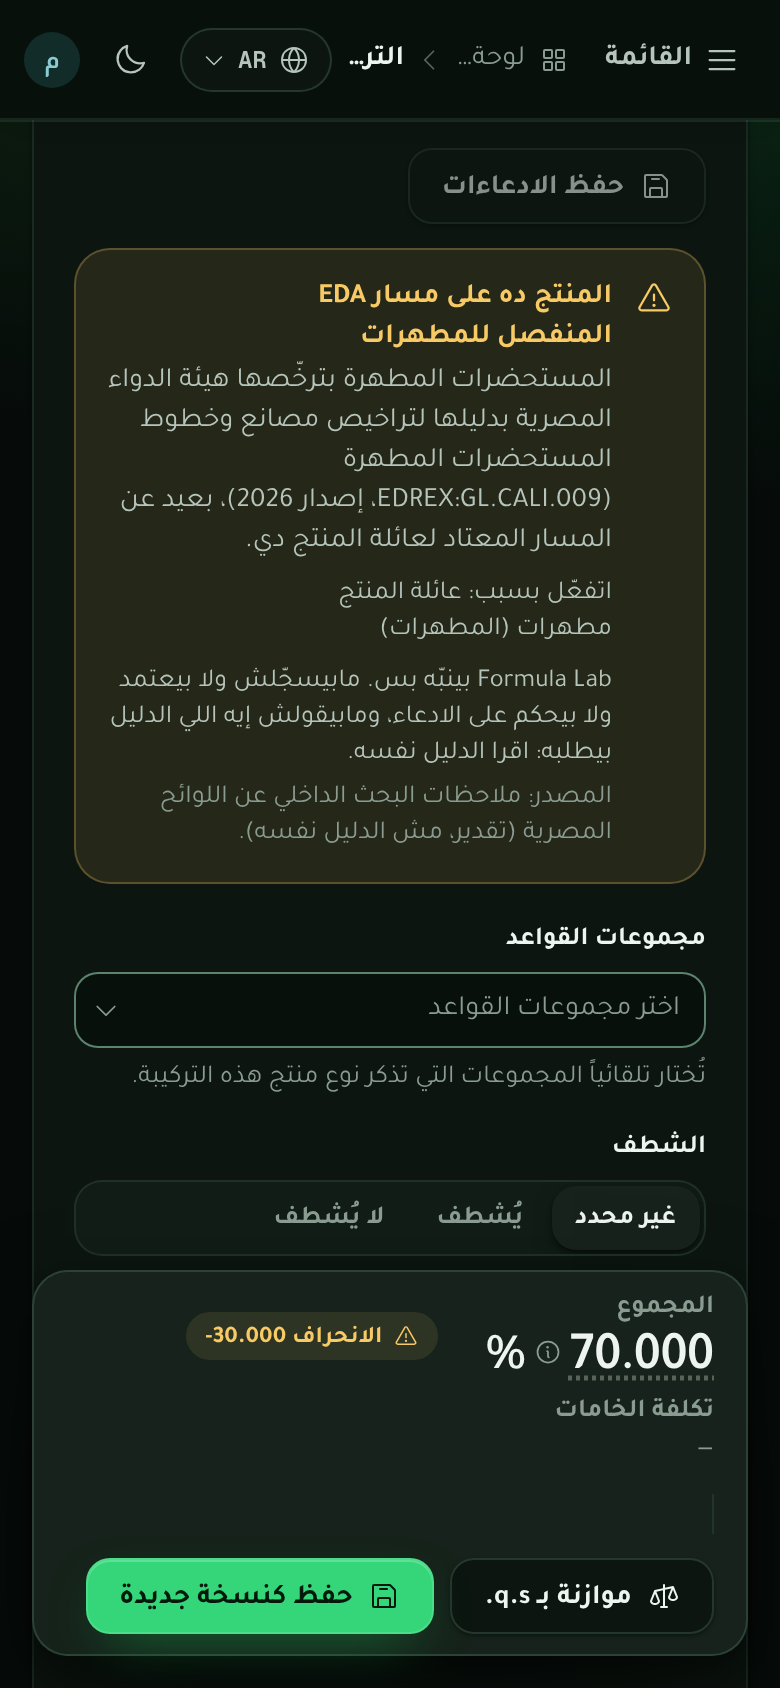 القائمة
لوحة...
التر...
AR
م
حفظ الادعاءات
المنتج ده على مسار EDA
المنفصل للمطهرات
المستحضرات المطهرة بترخّصها هيئة الدواء
المصرية بدليلها لتراخيص مصانع وخطوط
المستحضرات المطهرة
(EDREX:GL.CALI.009، إصدار 2026)، بعيد عن
المسار المعتاد لعائلة المنتج دي.
اتفعّل بسبب: عائلة المنتج
مطهرات (المطهرات)
Formula Lab بينبّه بس. مابيسجّلش ولا بيعتمد
ولا بيحكم على الادعاء، ومابيقولش إيه اللي الدليل
بيطلبه: اقرا الدليل نفسه.
المصدر: ملاحظات البحث الداخلي عن اللوائح
المصرية (تقدير، مش الدليل نفسه).
مجموعات القواعد
اختر مجموعات القواعد
تُختار تلقائياً المجموعات التي تذكر نوع منتج هذه التركيبة.
الشطف
غير محدد
يُشطف
لا يُشطف
المجموع
70.000 %
الانحراف 30.000-
تكلفة الخامات
—
موازنة بـ q.s.
حفظ كنسخة جديدة